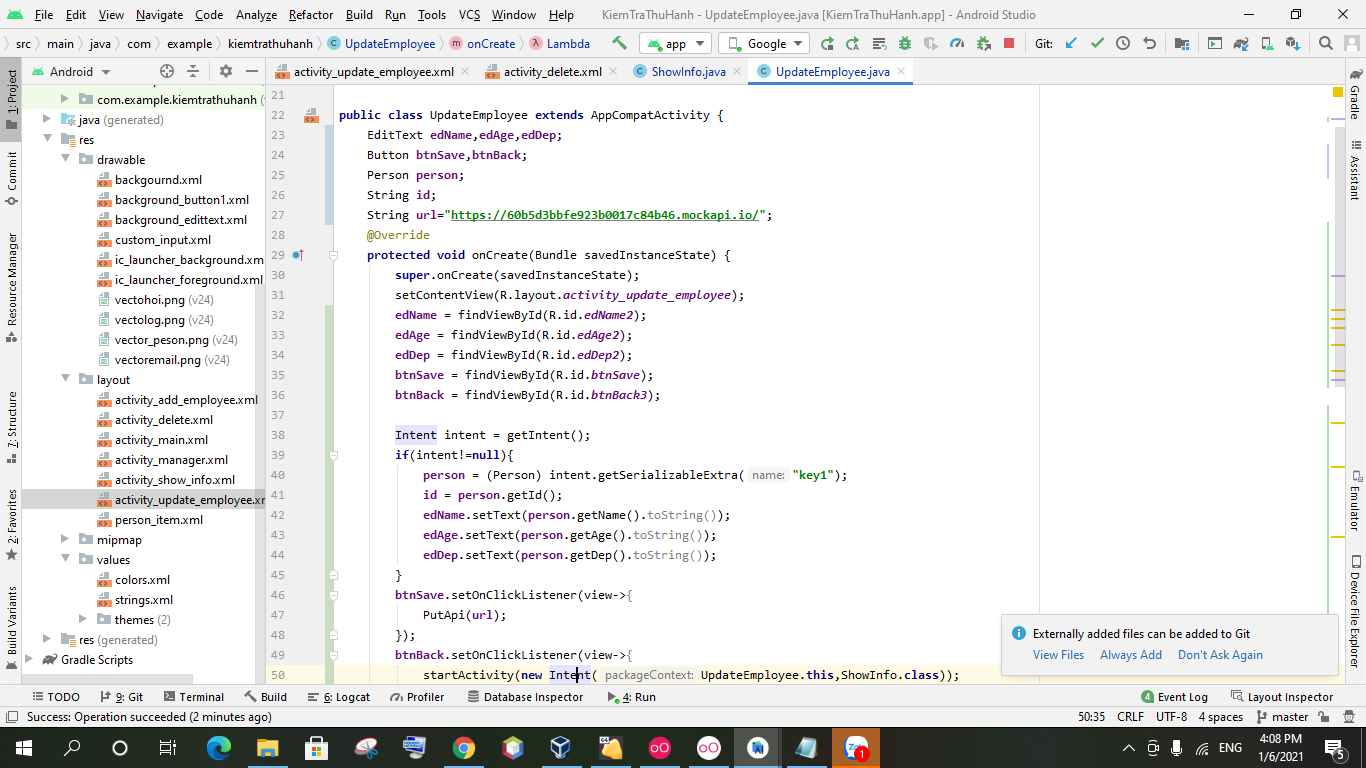 File Edit View Navigate Code Analyze Refactor Build Run Tools VCS Window Help KiemTraThuHanh - UpdateEmployee.java [KiemTraThuHanh.app] - Android Studio
src main java com example kiemtrathuhanh UpdateEmployee onCreate Lambda app Google Git:
Android activity_update_employee.xml activity_delete.xml ShowInfo.java UpdateEmployee.java
1: Project
Commit
Resource Manager
7: Structure
2: Favorites
Build Variants
com.example.kiemtrathuhanh
java (generated)
res
drawable
backgournd.xml
background_button1.xml
background_edittext.xml
custom_input.xml
ic_launcher_background.xm
ic_launcher_foreground.xml
vectohoi.png (v24)
vectolog.png (v24)
vector_peson.png (v24)
vectoremail.png (v24)
layout
activity_add_employee.xml
activity_delete.xml
activity_main.xml
activity_manager.xml
activity_show_info.xml
activity_update_employee.xr
person_item.xml
mipmap
values
colors.xml
strings.xml
themes (2)
res (generated)
Gradle Scripts
21
22 public class UpdateEmployee extends AppCompatActivity {
23 EditText edName,edAge,edDep;
24 Button btnSave,btnBack;
25 Person person;
26 String id;
27 String url="https://60b5d3bbfe923b0017c84b46.mockapi.io/";
28 @Override
29 protected void onCreate(Bundle savedInstanceState) {
30 super.onCreate(savedInstanceState);
31 setContentView(R.layout.activity_update_employee);
32 edName = findViewById(R.id.edName2);
33 edAge = findViewById(R.id.edAge2);
34 edDep = findViewById(R.id.edDep2);
35 btnSave = findViewById(R.id.btnSave);
36 btnBack = findViewById(R.id.btnBack3);
37
38 Intent intent = getIntent();
39 if(intent!=null){
40 person = (Person) intent.getSerializableExtra( name: "key1");
41 id = person.getId();
42 edName.setText(person.getName().toString());
43 edAge.setText(person.getAge().toString());
44 edDep.setText(person.getDep().toString());
45 }
46 btnSave.setOnClickListener(view->{
47 PutApi(url);
48 });
49 btnBack.setOnClickListener(view->{
50 startActivity(new Intent( packageContext: UpdateEmployee.this,ShowInfo.class));
Gradle
Assistant
Emulator
Device File Explorer
Externally added files can be added to Git
View Files Always Add Don't Ask Again
TODO 9: Git Terminal Build 6: Logcat Profiler Database Inspector 4: Run 4 Event Log Layout Inspector
Success: Operation succeeded (2 minutes ago) 50:35 CRLF UTF-8 4 spaces master
64 ENG 4:08 PM
Zalo 1 1/6/2021 5